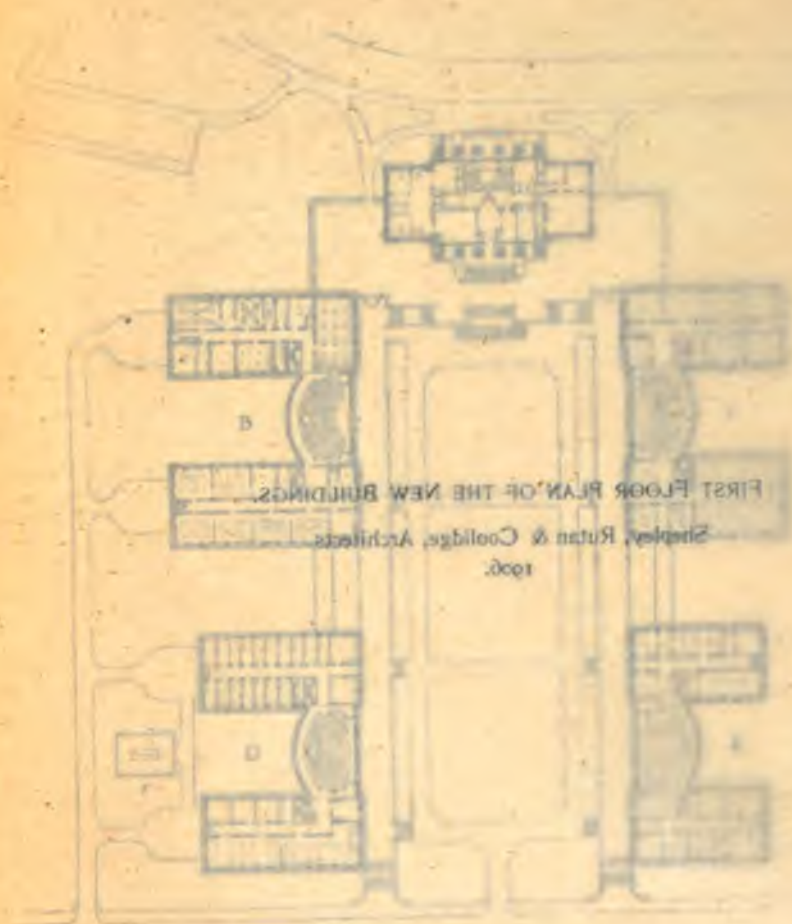 FIRST FLOOR PLAN OF THE NEW BUILDINGS.
Shepley, Rutan & Coolidge, Architects
1906.
B
D